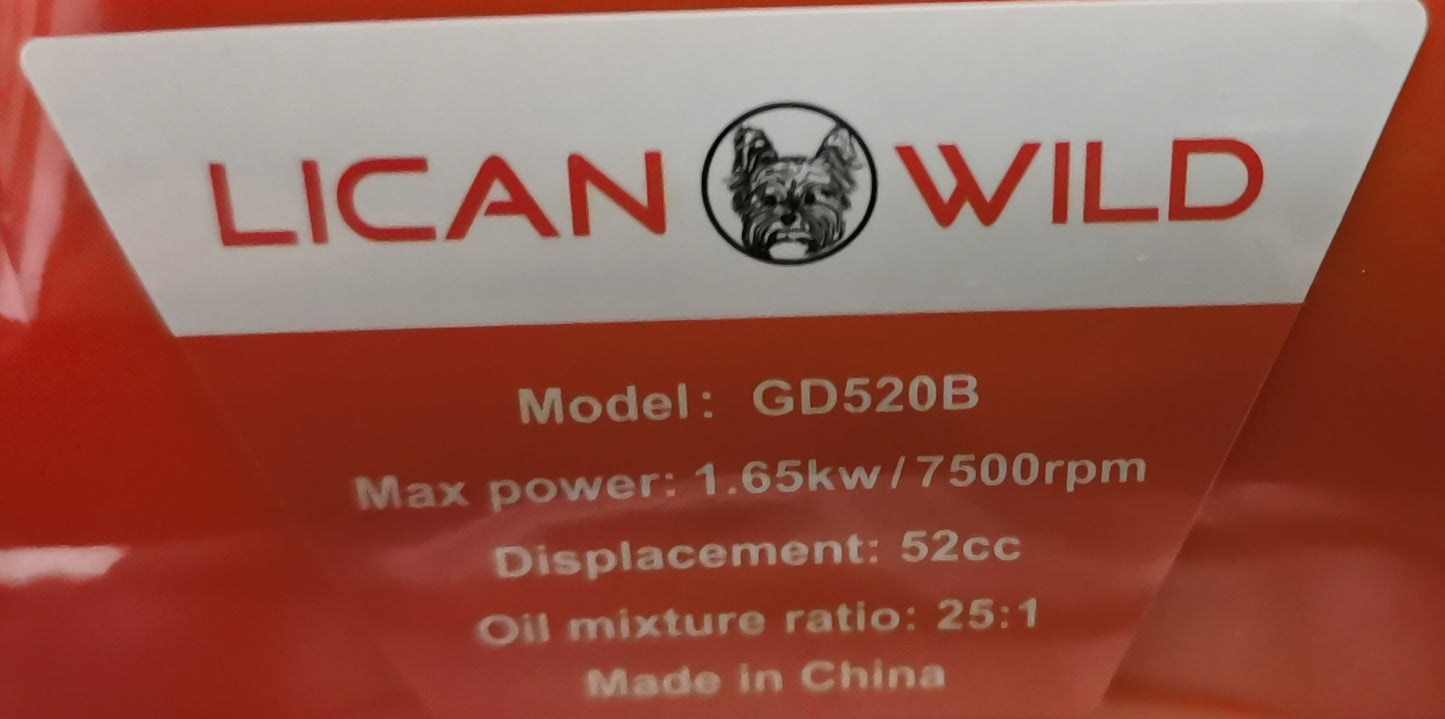 LICAN WILD
Model: GD520B
Max power: 1.65kw/7500rpm
Displacement: 52cc
Oil mixture ratio: 25:1
Made in China